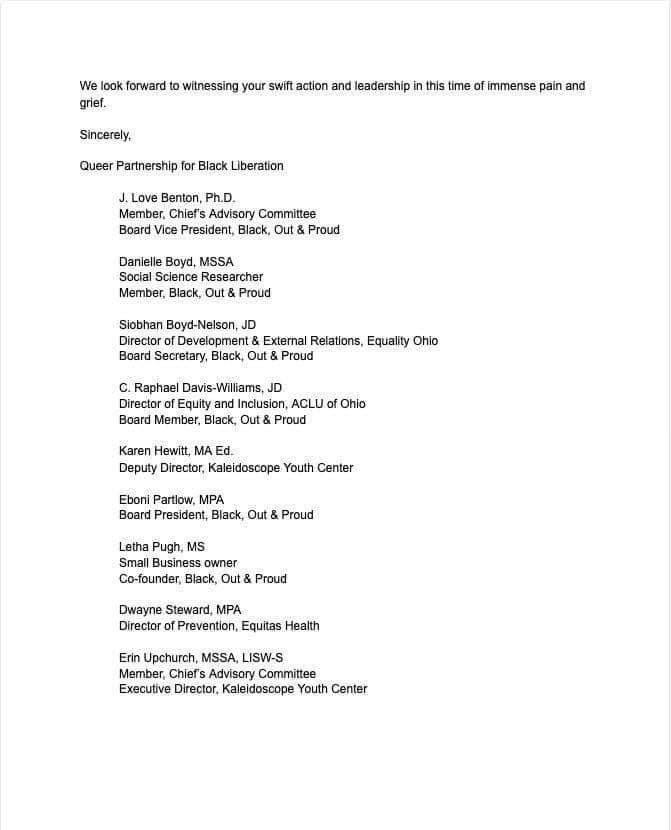 We look forward to witnessing your swift action and leadership in this time of immense pain and
grief.
Sincerely,
Queer Partnership for Black Liberation
J. Love Benton, Ph.D.
Member, Chief's Advisory Committee
Board Vice President, Black, Out & Proud
Danielle Boyd, MSSA
Social Science Researcher
Member, Black, Out & Proud
Siobhan Boyd-Nelson, JD
Director of Development & External Relations, Equality Ohio
Board Secretary, Black, Out & Proud
C. Raphael Davis-Williams, JD
Director of Equity and Inclusion, ACLU of Ohio
Board Member, Black, Out & Proud
Karen Hewitt, MA Ed.
Deputy Director, Kaleidoscope Youth Center
Eboni Partlow, MPA
Board President, Black, Out & Proud
Letha Pugh, MS
Small Business owner
Co-founder, Black, Out & Proud
Dwayne Steward, MPA
Director of Prevention, Equitas Health
Erin Upchurch, MSSA, LISW-S
Member, Chief's Advisory Committee
Executive Director, Kaleidoscope Youth Center